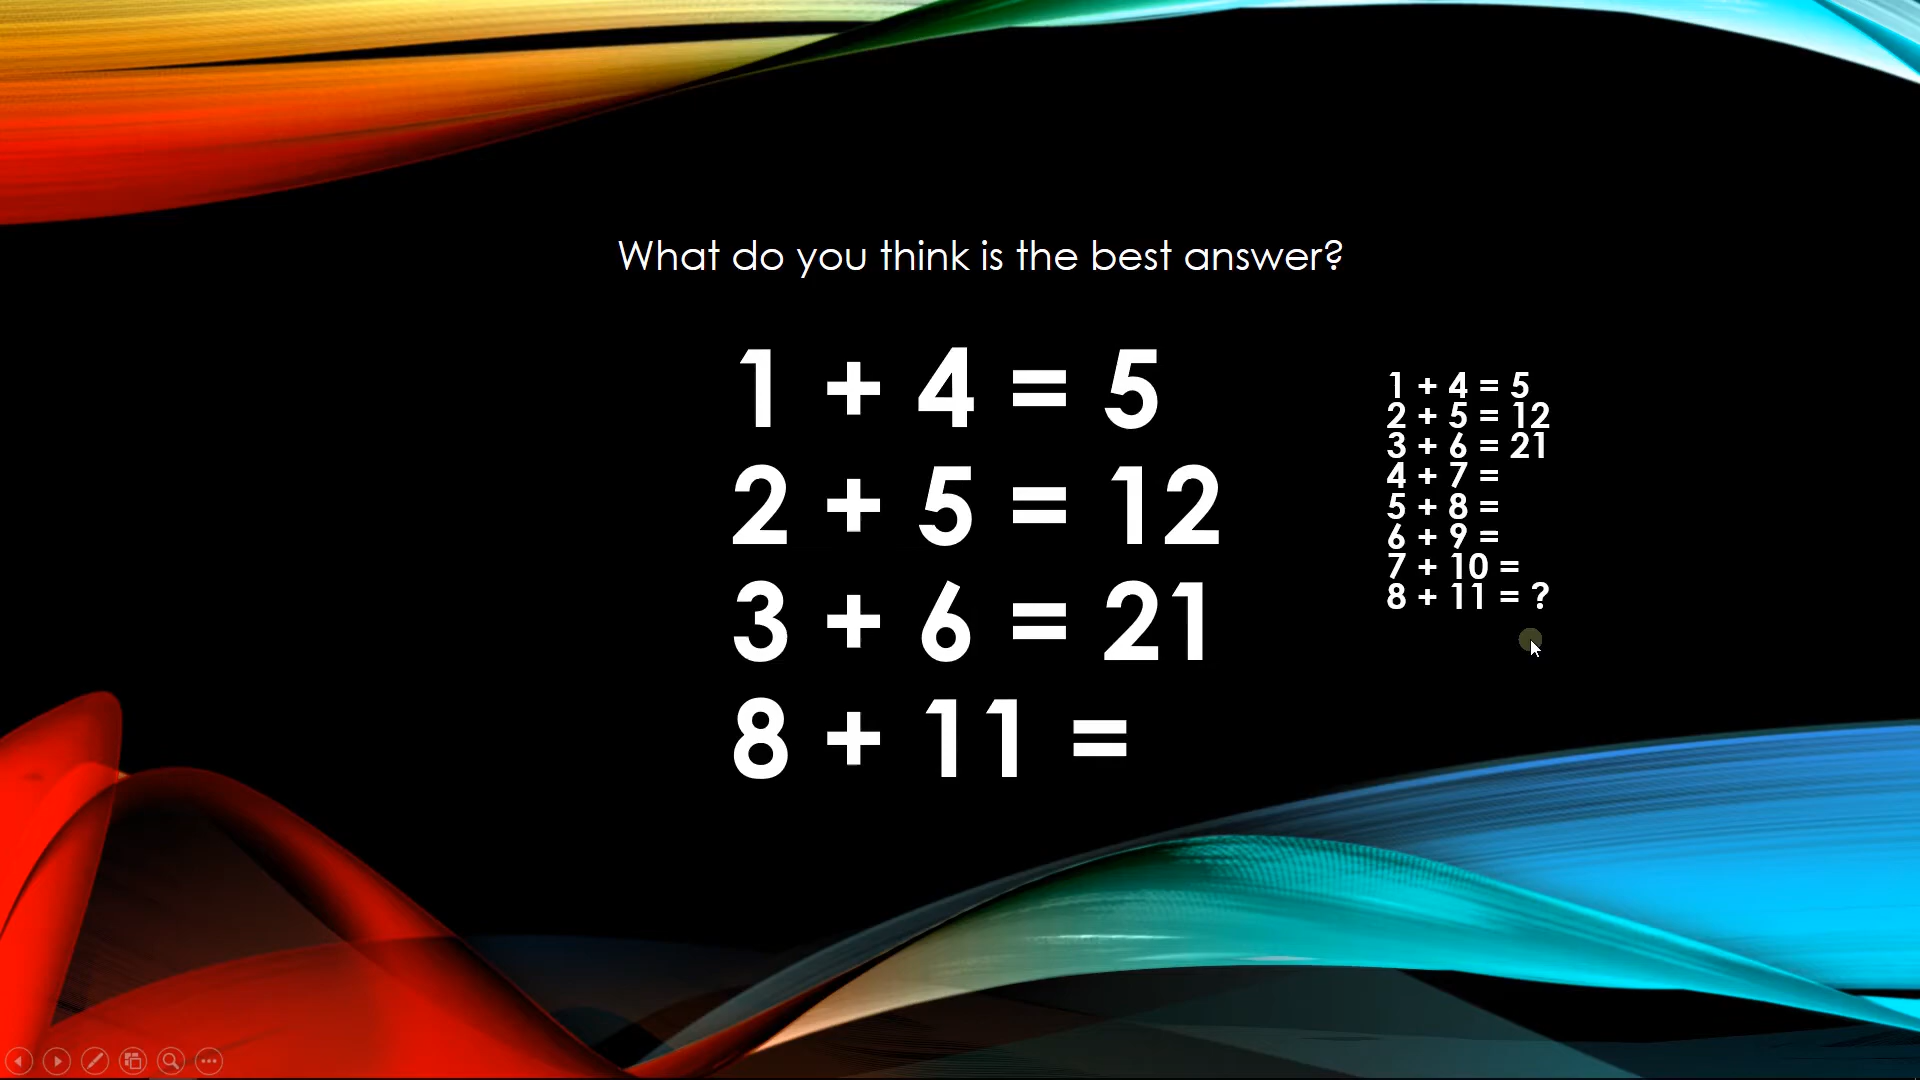 What do you think is the best answer?
1 + 4 = 5
2 + 5 = 12
3 + 6 = 21
8 + 11 =
1 + 4 = 5
2 + 5 = 12
3 + 6 = 21
4 + 7 =
5 + 8 =
6 + 9 =
7 + 10 =
8 + 11 = ?